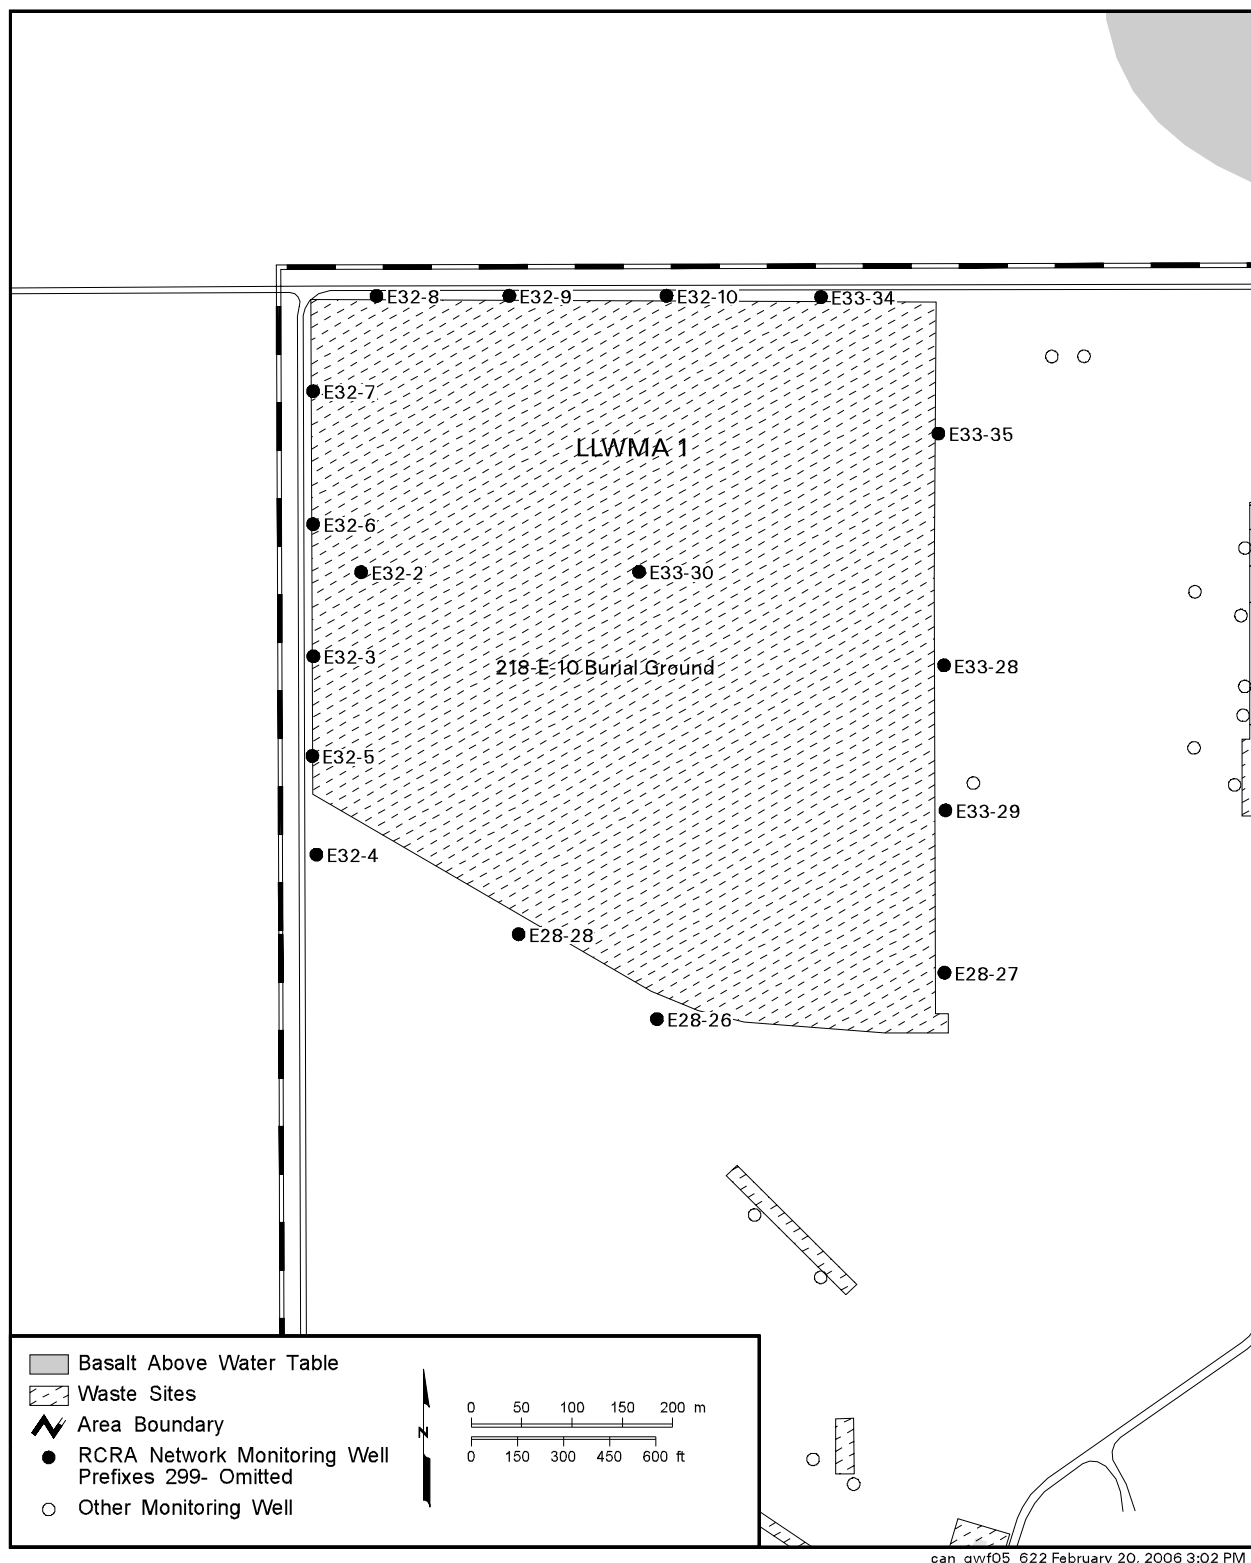 E32-8
E32-9
E32-10
E33-34
E32-7
E33-35
LLWMA 1
E32-6
E32-2
E33-30
E32-3
218-E-10 Burial Ground
E33-28
E32-5
E33-29
E32-4
E28-28
E28-27
E28-26
Basalt Above Water Table
Waste Sites
Area Boundary
RCRA Network Monitoring Well
Prefixes 299- Omitted
Other Monitoring Well
N
0 50 100 150 200 m
0 150 300 450 600 ft
can_gwf05_622 February 20, 2006 3:02 PM